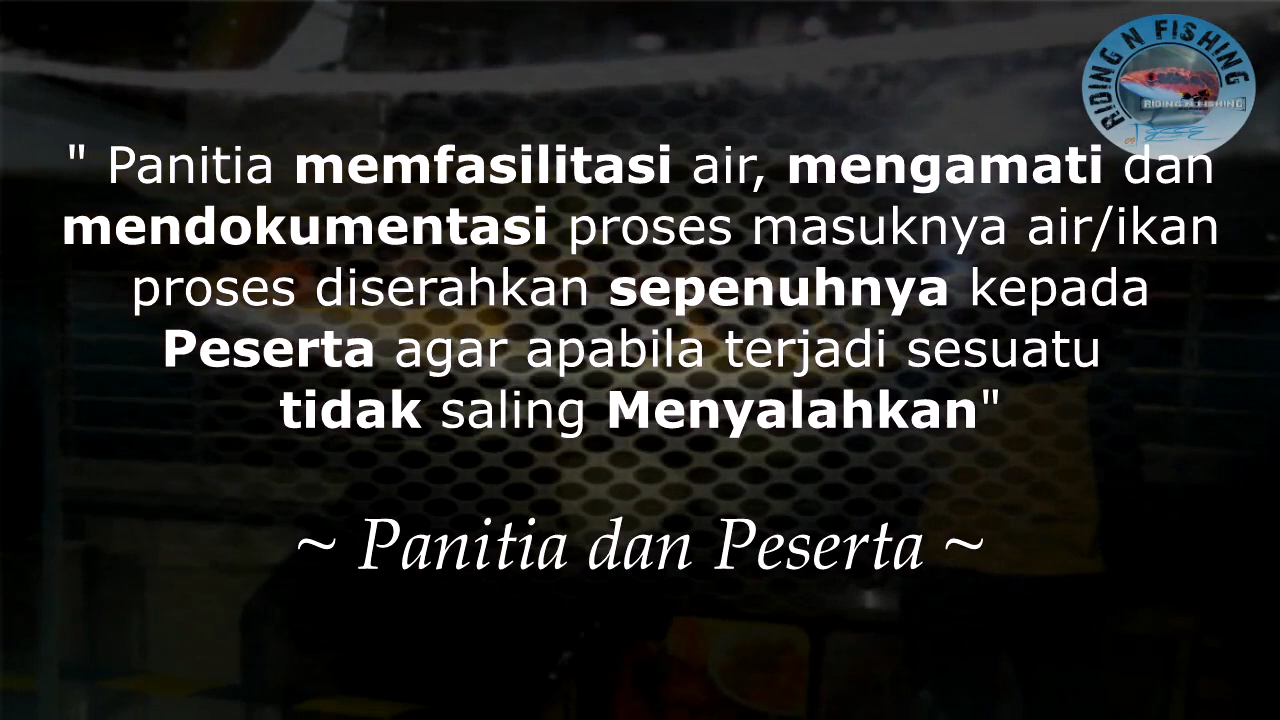 RIDING N FISHING
RIDING N FISHING
" Panitia memfasilitasi air, mengamati dan
mendokumentasi proses masuknya air/ikan
proses diserahkan sepenuhnya kepada
Peserta agar apabila terjadi sesuatu
tidak saling Menyalahkan"
~ Panitia dan Peserta ~